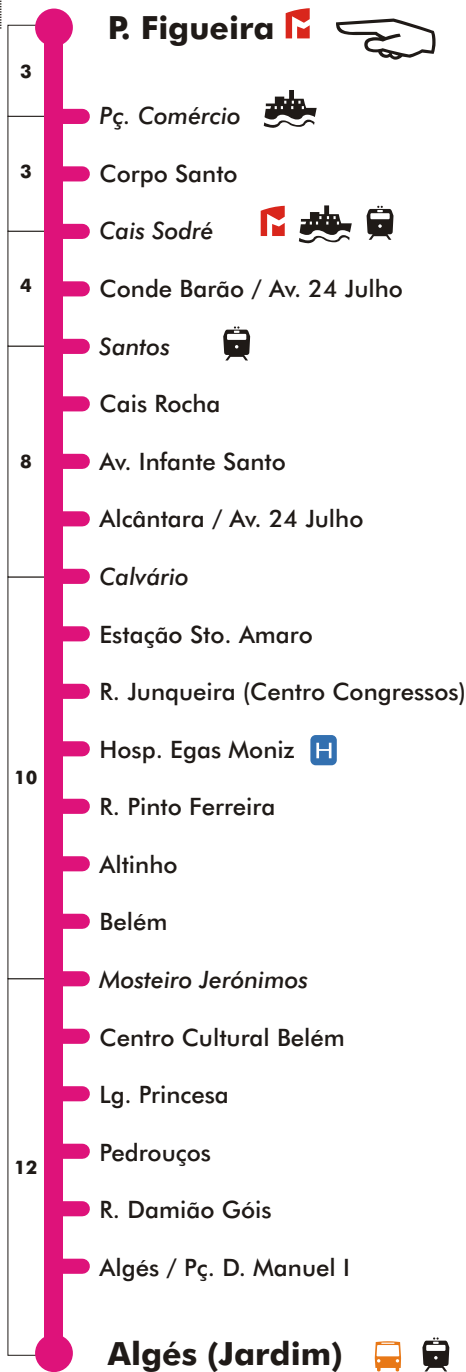 P. Figueira
3
Pç. Comércio
3
Corpo Santo
Cais Sodré
4
Conde Barão / Av. 24 Julho
Santos
Cais Rocha
8
Av. Infante Santo
Alcântara / Av. 24 Julho
Calvário
Estação Sto. Amaro
R. Junqueira (Centro Congressos)
Hosp. Egas Moniz H
10
R. Pinto Ferreira
Altinho
Belém
Mosteiro Jerónimos
Centro Cultural Belém
Lg. Princesa
12
Pedrouços
R. Damião Góis
Algés / Pç. D. Manuel I
Algés (Jardim)